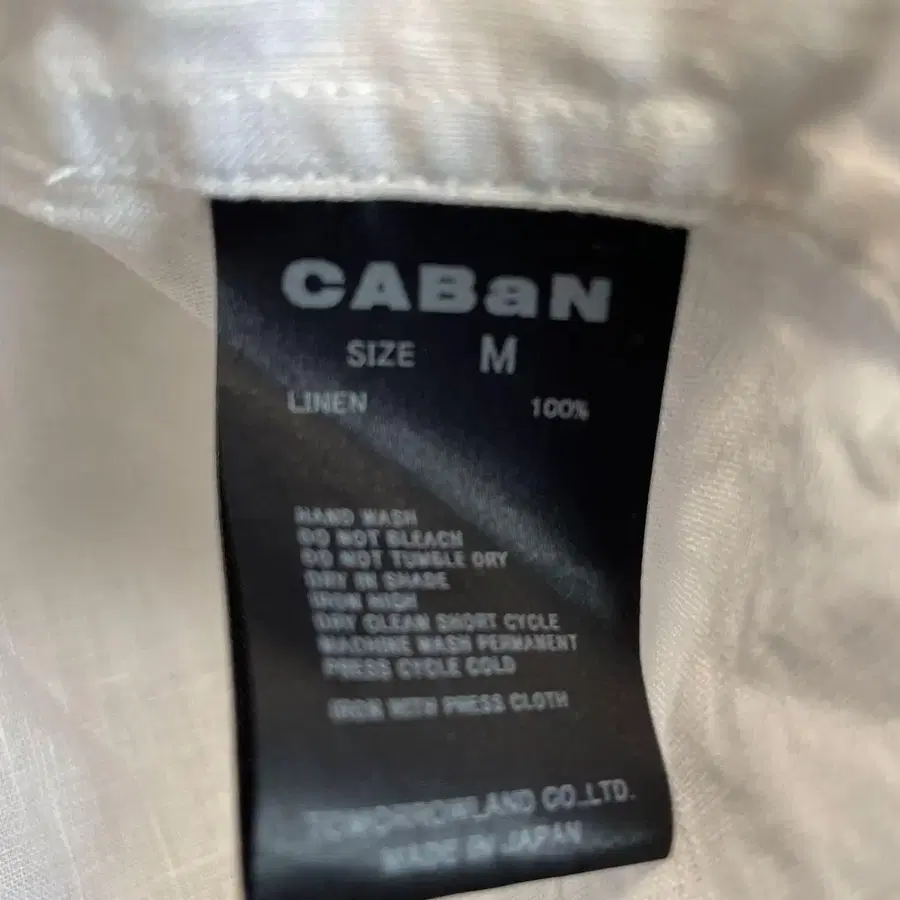 CABaN
SIZE M
LINEN 100%
HAND WASH
DO NOT BLEACH
DO NOT TUMBLE DRY
DRY IN SHADE
IRON HIGH
DRY CLEAN SHORT CYCLE
MACHINE WASH PERMANENT
PRESS CYCLE COLD
IRON WITH PRESS CLOTH
TOMORROWLAND CO.,LTD.
MADE IN JAPAN